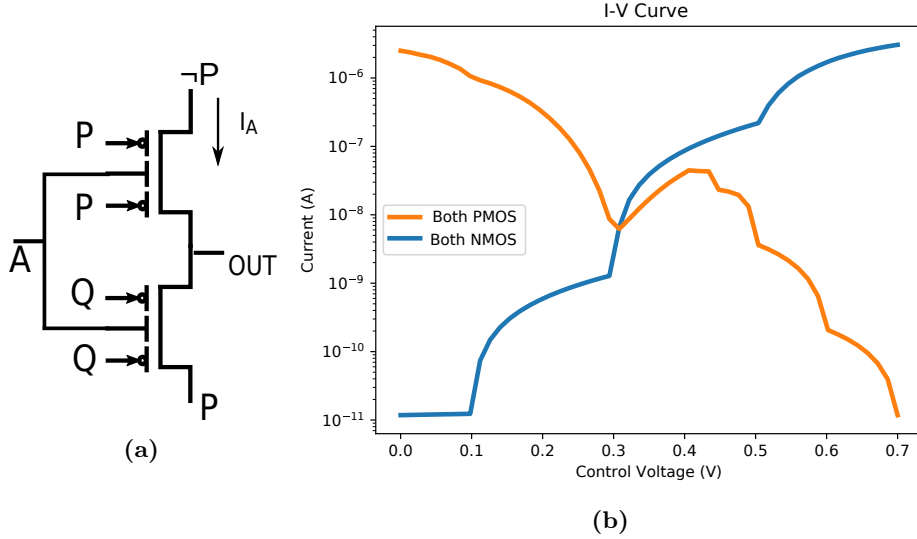 ¬P
I_A
P
P
A
OUT
Q
Q
P
(a)
I-V Curve
Current (A)
10⁻⁶
10⁻⁷
10⁻⁸
10⁻⁹
10⁻¹⁰
10⁻¹¹
Both PMOS
Both NMOS
0.0 0.1 0.2 0.3 0.4 0.5 0.6 0.7
Control Voltage (V)
(b)